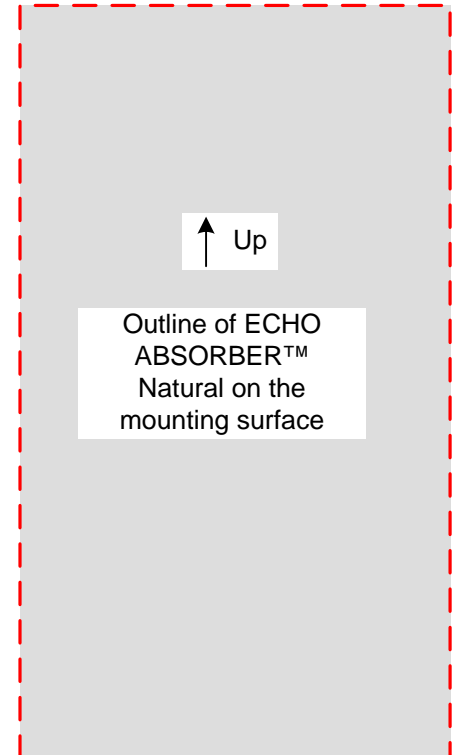 Up
Outline of ECHO
ABSORBER™
Natural on the
mounting surface